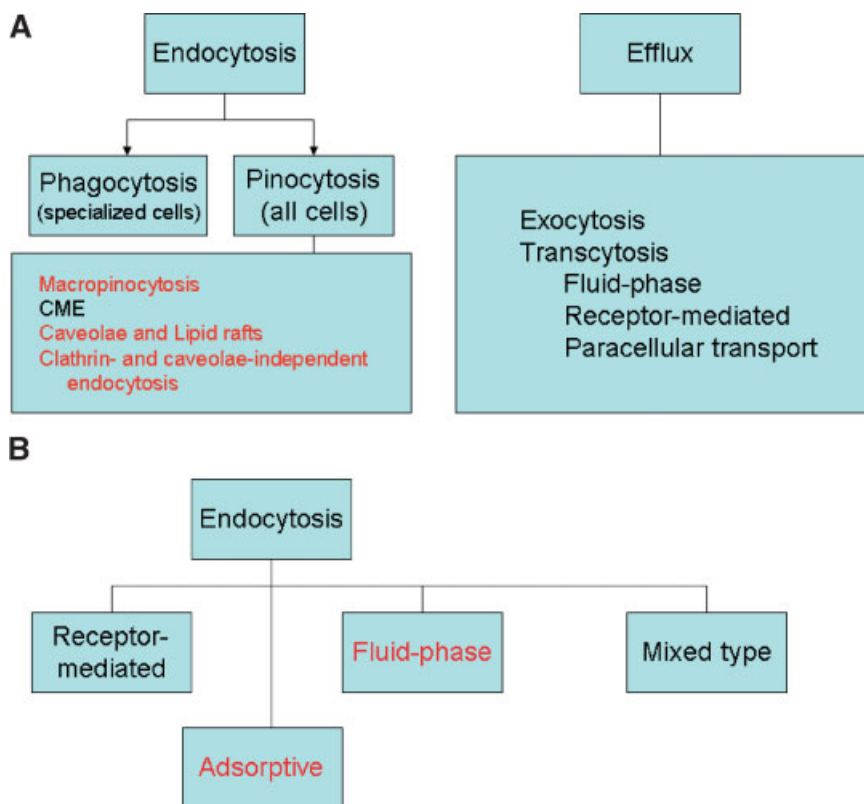 A
Endocytosis
Efflux
Phagocytosis
(specialized cells)
Pinocytosis
(all cells)
Macropinocytosis
CME
Caveolae and Lipid rafts
Clathrin- and caveolae-independent
endocytosis
Exocytosis
Transcytosis
Fluid-phase
Receptor-mediated
Paracellular transport
B
Endocytosis
Receptor-
mediated
Fluid-phase
Mixed type
Adsorptive